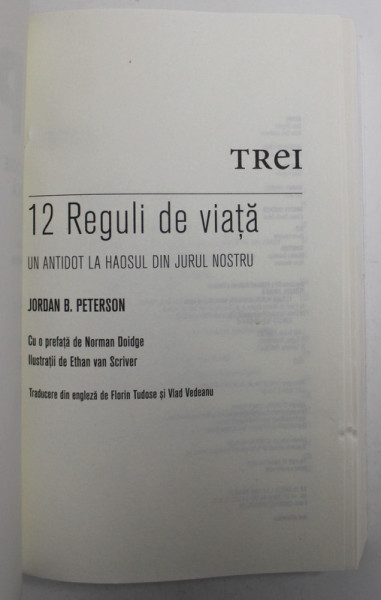 TREI
12 Reguli de viață
UN ANTIDOT LA HAOSUL DIN JURUL NOSTRU
JORDAN B. PETERSON
Cu o prefață de Norman Doidge
Ilustrații de Ethan van Scriver
Traducere din engleză de Florin Tudose și Vlad Vedeanu